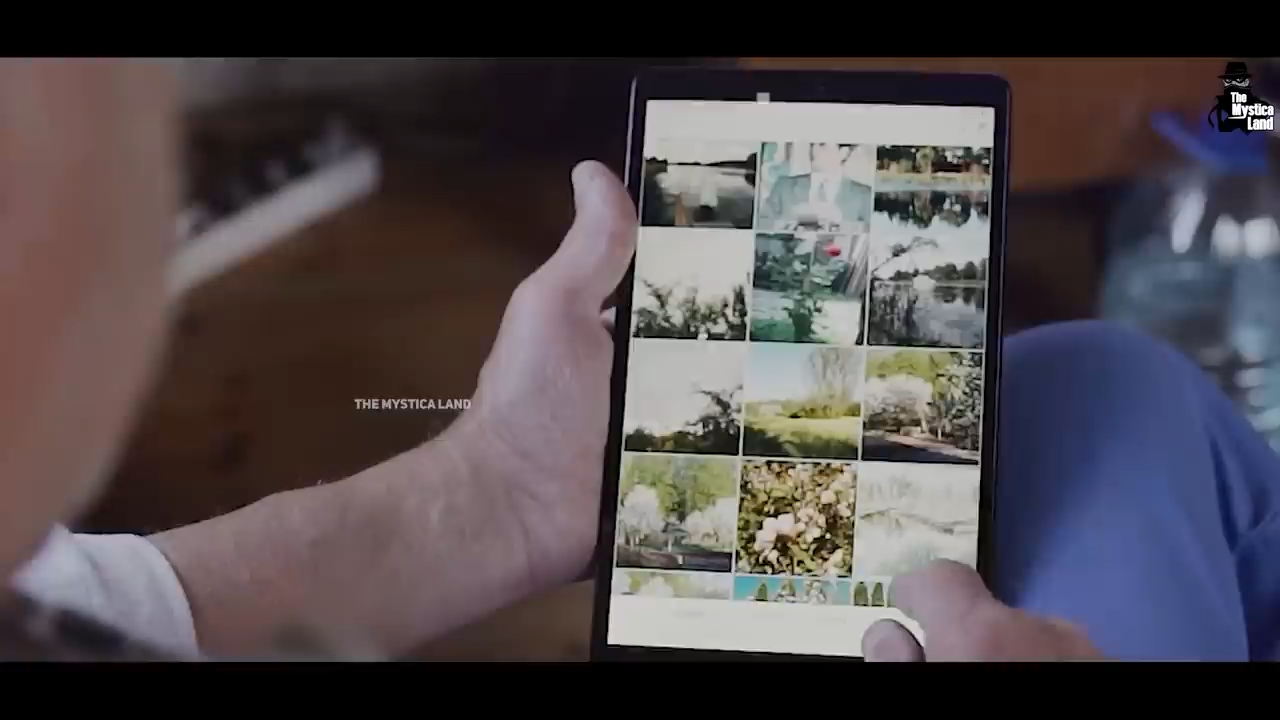 The
Mystica
Land
THE MYSTICA LAND